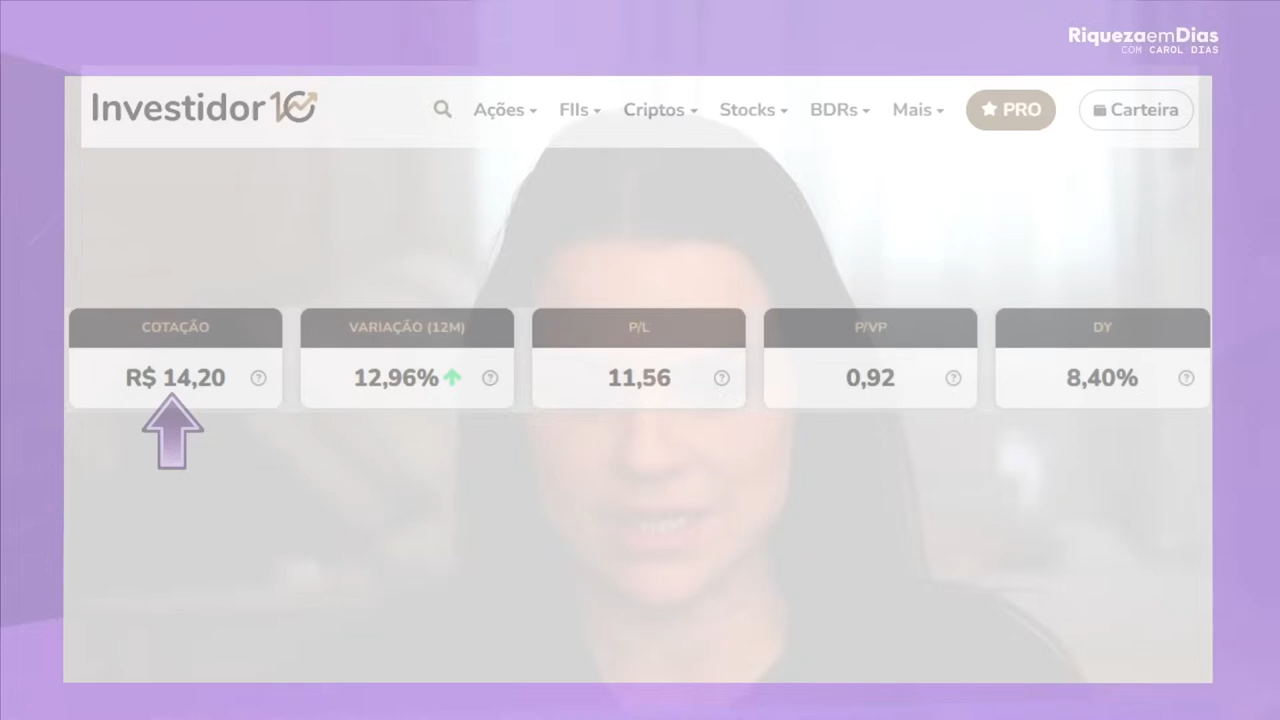 RiquezaemDias
COM CAROL DIAS
Investidor10
Ações
FIIs
Criptos
Stocks
BDRs
Mais
PRO
Carteira
COTAÇÃO
VARIAÇÃO (12M)
P/L
P/VP
DY
R$ 14,20
12,96%
11,56
0,92
8,40%